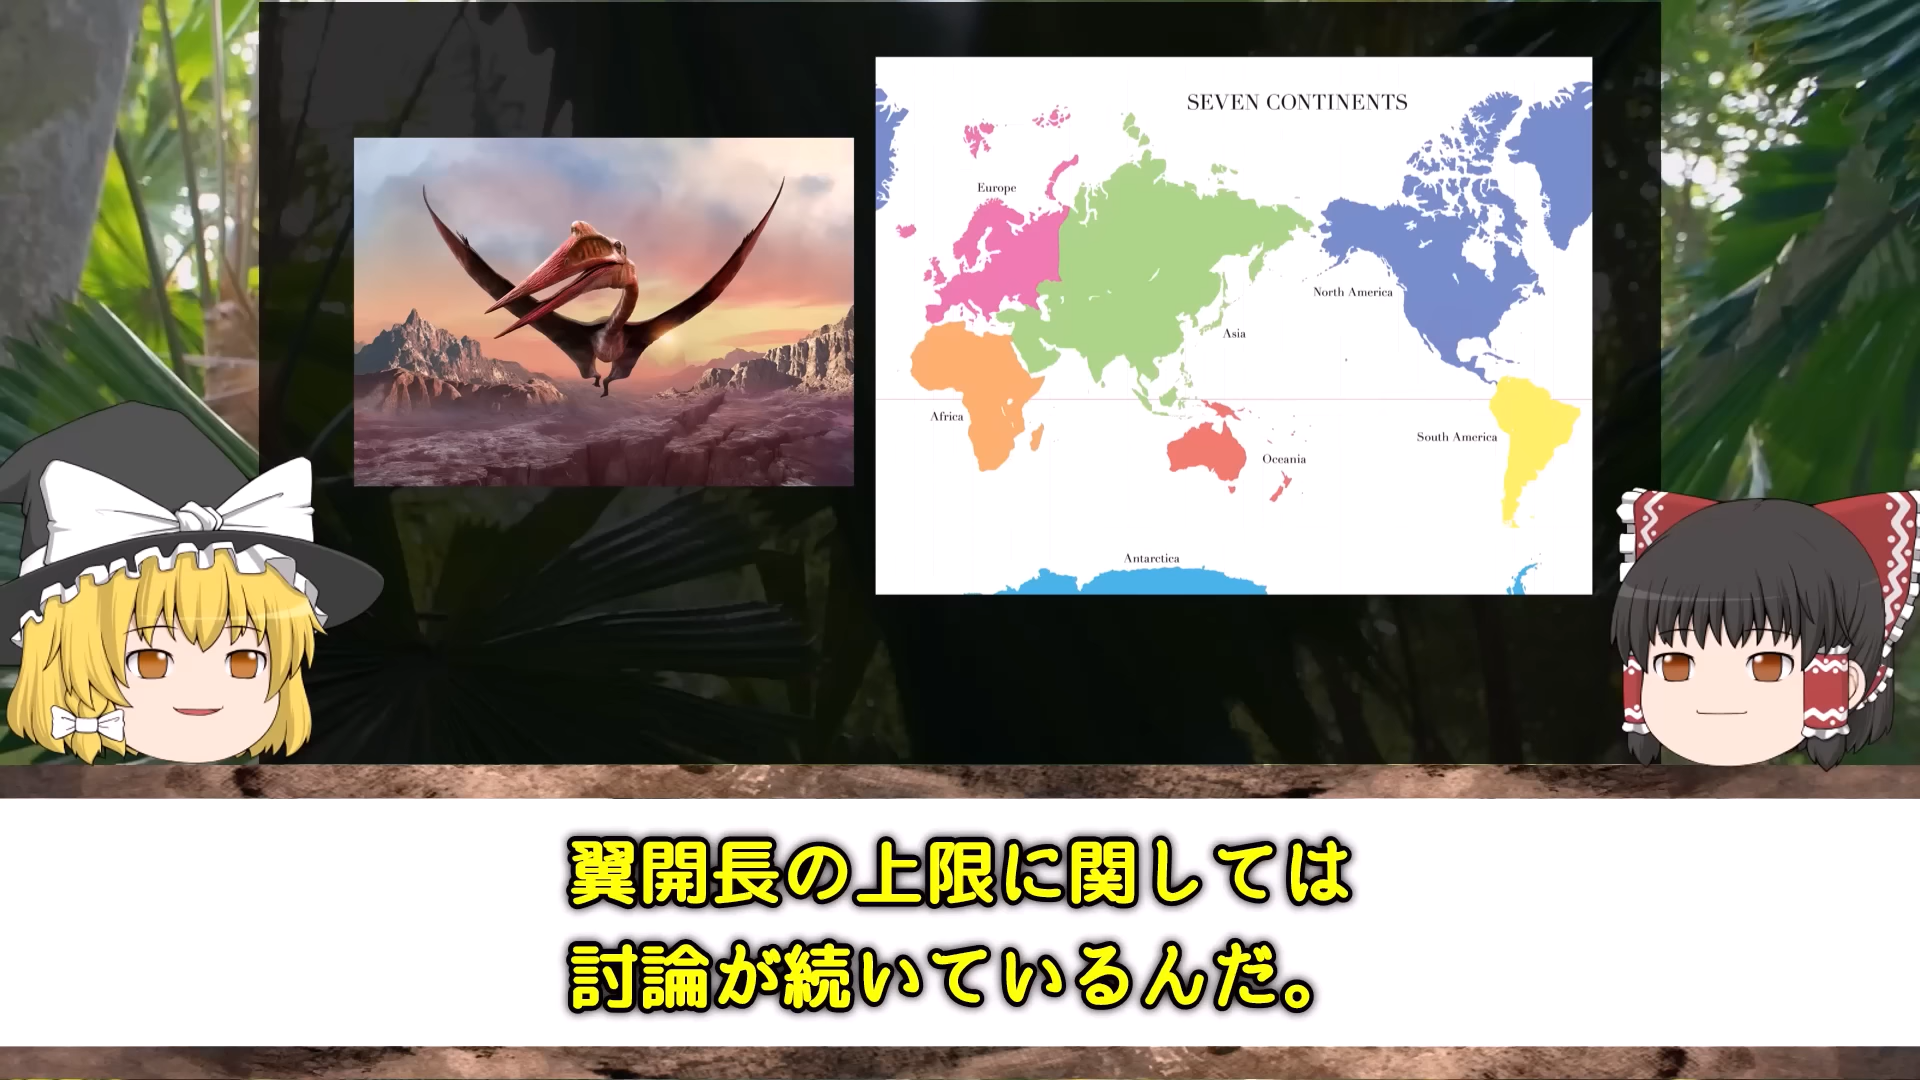 SEVEN CONTINENTS
Europe
North America
Asia
Africa
South America
Oceania
Antarctica
翼開長の上限に関しては
討論が続いているんだ。